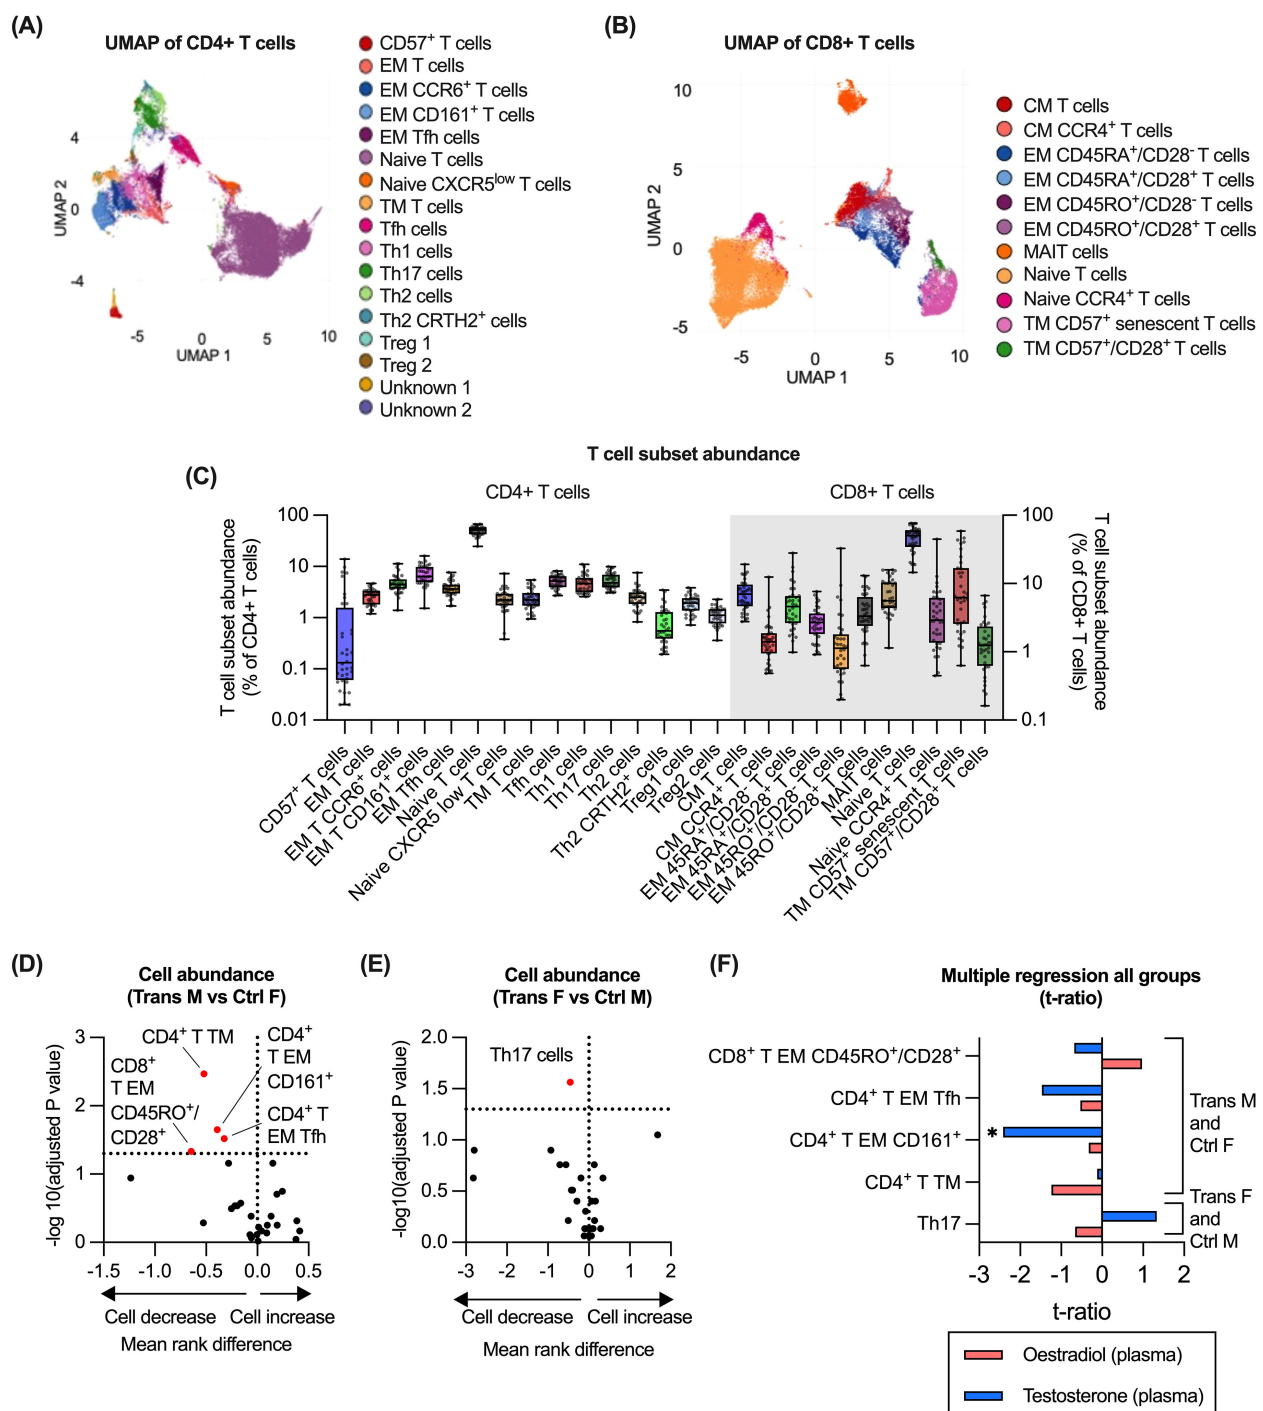 (A)
UMAP of CD4+ T cells
4
0
-4
UMAP 2
-5
0
5
10
UMAP 1
CD57⁺ T cells
EM T cells
EM CCR6⁺ T cells
EM CD161⁺ T cells
EM Tfh cells
Naive T cells
Naive CXCR5ˡᵒʷ T cells
TM T cells
Tfh cells
Th1 cells
Th17 cells
Th2 cells
Th2 CRTH2⁺ cells
Treg 1
Treg 2
Unknown 1
Unknown 2
(B)
UMAP of CD8+ T cells
10
5
0
-5
UMAP 2
-5
0
5
10
UMAP 1
CM T cells
CM CCR4⁺ T cells
EM CD45RA⁺/CD28⁻ T cells
EM CD45RA⁺/CD28⁺ T cells
EM CD45RO⁺/CD28⁻ T cells
EM CD45RO⁺/CD28⁺ T cells
MAIT cells
Naive T cells
Naive CCR4⁺ T cells
TM CD57⁺ senescent T cells
TM CD57⁺/CD28⁺ T cells
(C)
T cell subset abundance
CD4+ T cells
CD8+ T cells
T cell subset abundance
(% of CD4+ T cells)
100
10
1
0.1
0.01
100
10
1
0.1
T cell subset abundance
(% of CD8+ T cells)
CD57⁺ T cells
EM T cells
EM T CCR6⁺ cells
EM T CD161⁺ cells
EM Tfh cells
Naive T cells
Naive CXCR5 low T cells
TM T cells
Tfh cells
Th1 cells
Th17 cells
Th2 cells
Th2 CRTH2⁺ cells
Treg1 cells
Treg2 cells
CM T cells
CM CCR4⁺ T cells
EM 45RA⁺/CD28⁻ T cells
EM 45RA⁺/CD28⁺ T cells
EM 45RO⁺/CD28⁻ T cells
EM 45RO⁺/CD28⁺ T cells
MAIT cells
Naive T cells
Naive CCR4⁺ T cells
TM CD57⁺ senescent T cells
TM CD57⁺/CD28⁺ T cells
(D)
Cell abundance
(Trans M vs Ctrl F)
-log 10(adjusted P value)
3
2
1
0
CD4⁺ T TM
CD8⁺
T EM
CD45RO⁺/
CD28⁺
CD4⁺
T EM
CD161⁺
CD4⁺ T
EM Tfh
-1.5
-1.0
-0.5
0.0
0.5
Cell decrease
Cell increase
Mean rank difference
(E)
Cell abundance
(Trans F vs Ctrl M)
-log10(adjusted P value)
2.0
1.5
1.0
0.5
0.0
Th17 cells
-3
-2
-1
0
1
2
Cell decrease
Cell increase
Mean rank difference
(F)
Multiple regression all groups
(t-ratio)
CD8⁺ T EM CD45RO⁺/CD28⁺
CD4⁺ T EM Tfh
CD4⁺ T EM CD161⁺
*
CD4⁺ T TM
Th17
Trans M
and
Ctrl F
Trans F
and
Ctrl M
-3
-2
-1
0
1
2
t-ratio
Oestradiol (plasma)
Testosterone (plasma)